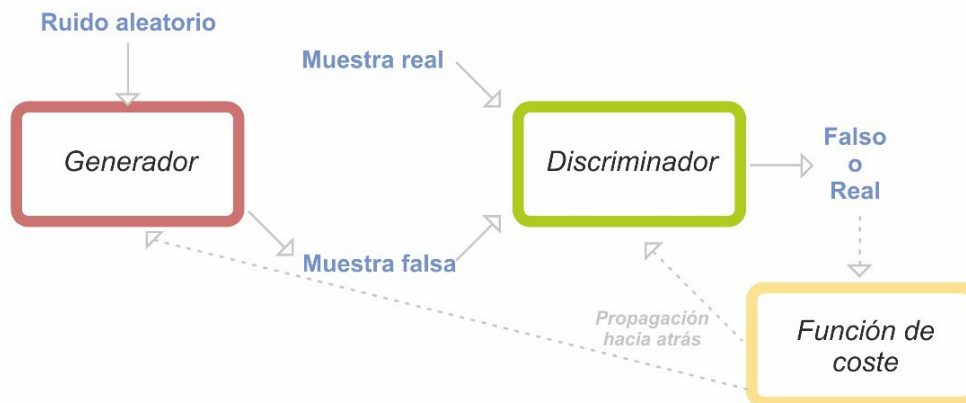 Ruido aleatorio
Muestra real
Generador
Discriminador
Falso
o
Real
Muestra falsa
Propagación
hacia atrás
Función de
coste